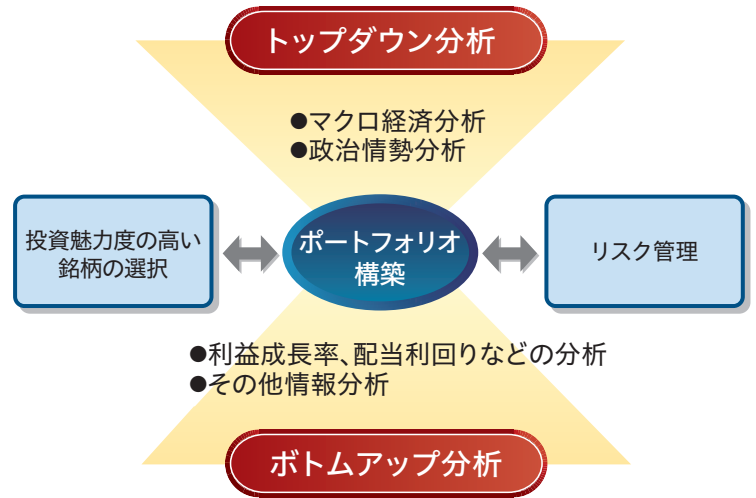 トップダウン分析
●マクロ経済分析
●政治情勢分析
投資魅力度の高い
銘柄の選択
ポートフォリオ
構築
リスク管理
●利益成長率、配当利回りなどの分析
●その他情報分析
ボトムアップ分析